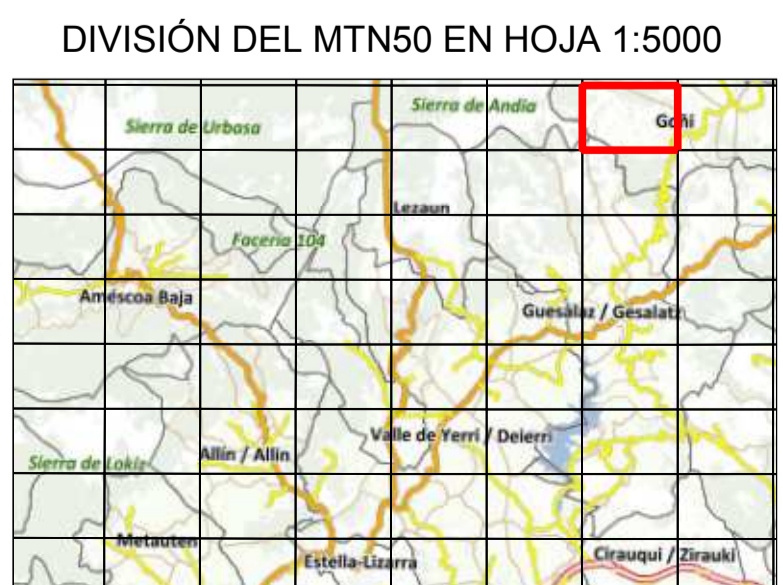 DIVISIÓN DEL MTN50 EN HOJA 1:5000
Sierra de Andía
Goñi
Sierra de Urbasa
Lezaun
Facería 104
Améscoa Baja
Guesálaz / Gesalatz
Valle de Yerri / Deierri
Allín / Allin
Sierra de Lokiz
Metauten
Cirauqui / Zirauki
Estella-Lizarra